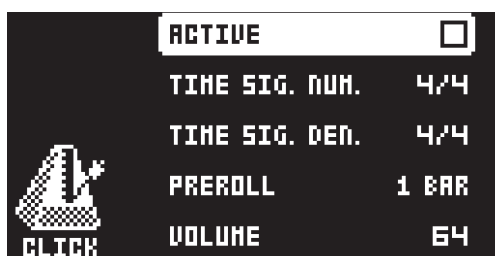 ACTIVE
TIME SIG. NUM. 4/4
TIME SIG. DEN. 4/4
PREROLL 1 BAR
VOLUME 64
CLICK